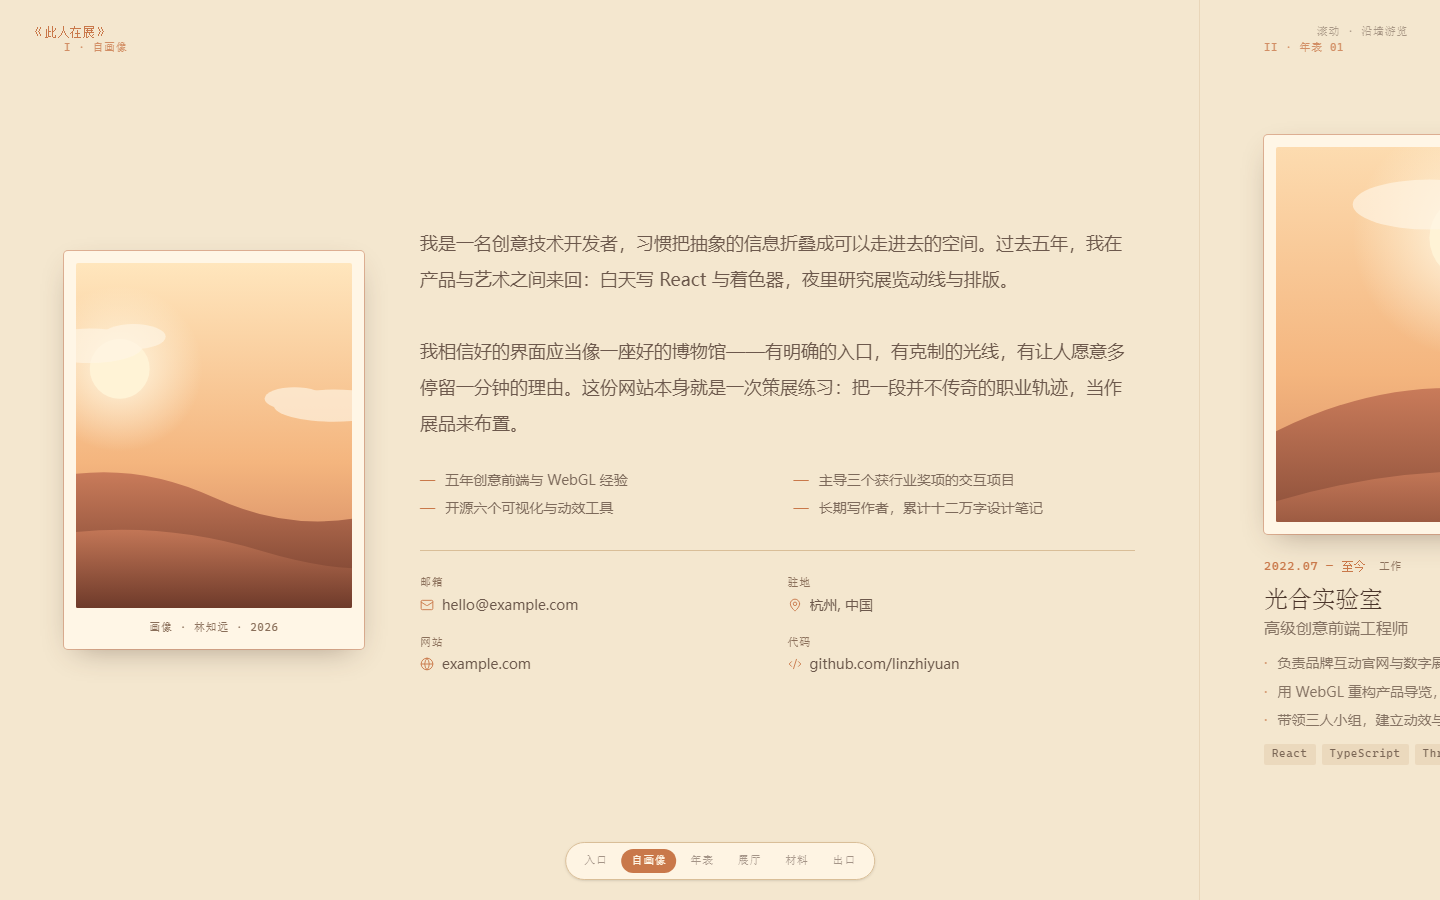 《此人在展》
I · 自画像
滚动 · 沿墙游览
II · 年表 01
我是一名创意技术开发者，习惯把抽象的信息折叠成可以走进去的空间。过去五年，我在
产品与艺术之间来回：白天写 React 与着色器，夜里研究展览动线与排版。
我相信好的界面应当像一座好的博物馆——有明确的入口，有克制的光线，有让人愿意多
停留一分钟的理由。这份网站本身就是一次策展练习：把一段并不传奇的职业轨迹，当作
展品来布置。
— 五年创意前端与 WebGL 经验
— 主导三个获行业奖项的交互项目
— 开源六个可视化与动效工具
— 长期写作者，累计十二万字设计笔记
邮箱
hello@example.com
驻地
杭州, 中国
网站
example.com
代码
github.com/linzhiyuan
画像 · 林知远 · 2026
2022.07 — 至今 工作
光合实验室
高级创意前端工程师
· 负责品牌互动官网与数字展
· 用 WebGL 重构产品导览，
· 带领三人小组，建立动效与
React TypeScript Thr
入口 自画像 年表 展厅 材料 出口